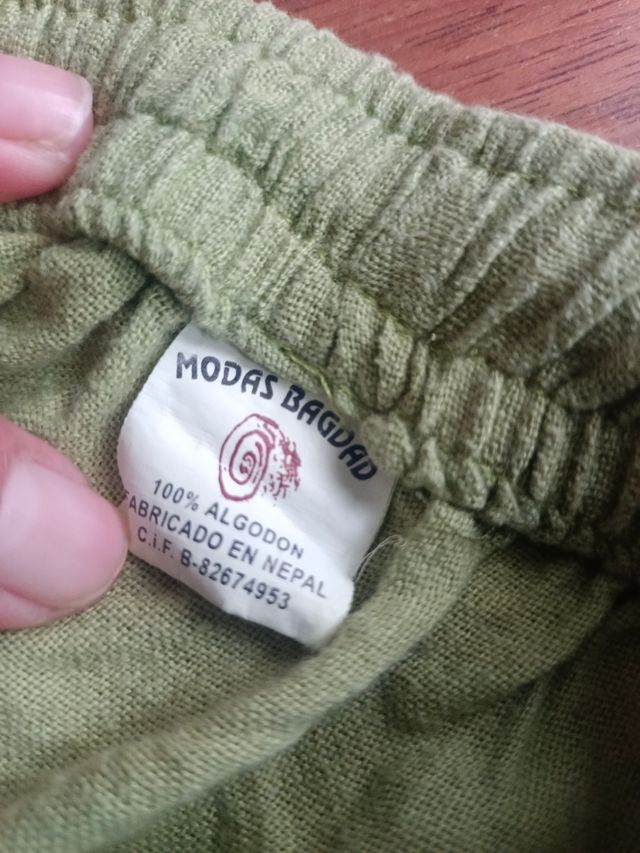 MODAS BAGDAD
100% ALGODON
FABRICADO EN NEPAL
C.i.F. B-82674953